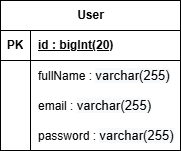 User
PK id : bigInt(20)
fullName : varchar(255)
email : varchar(255)
password : varchar(255)